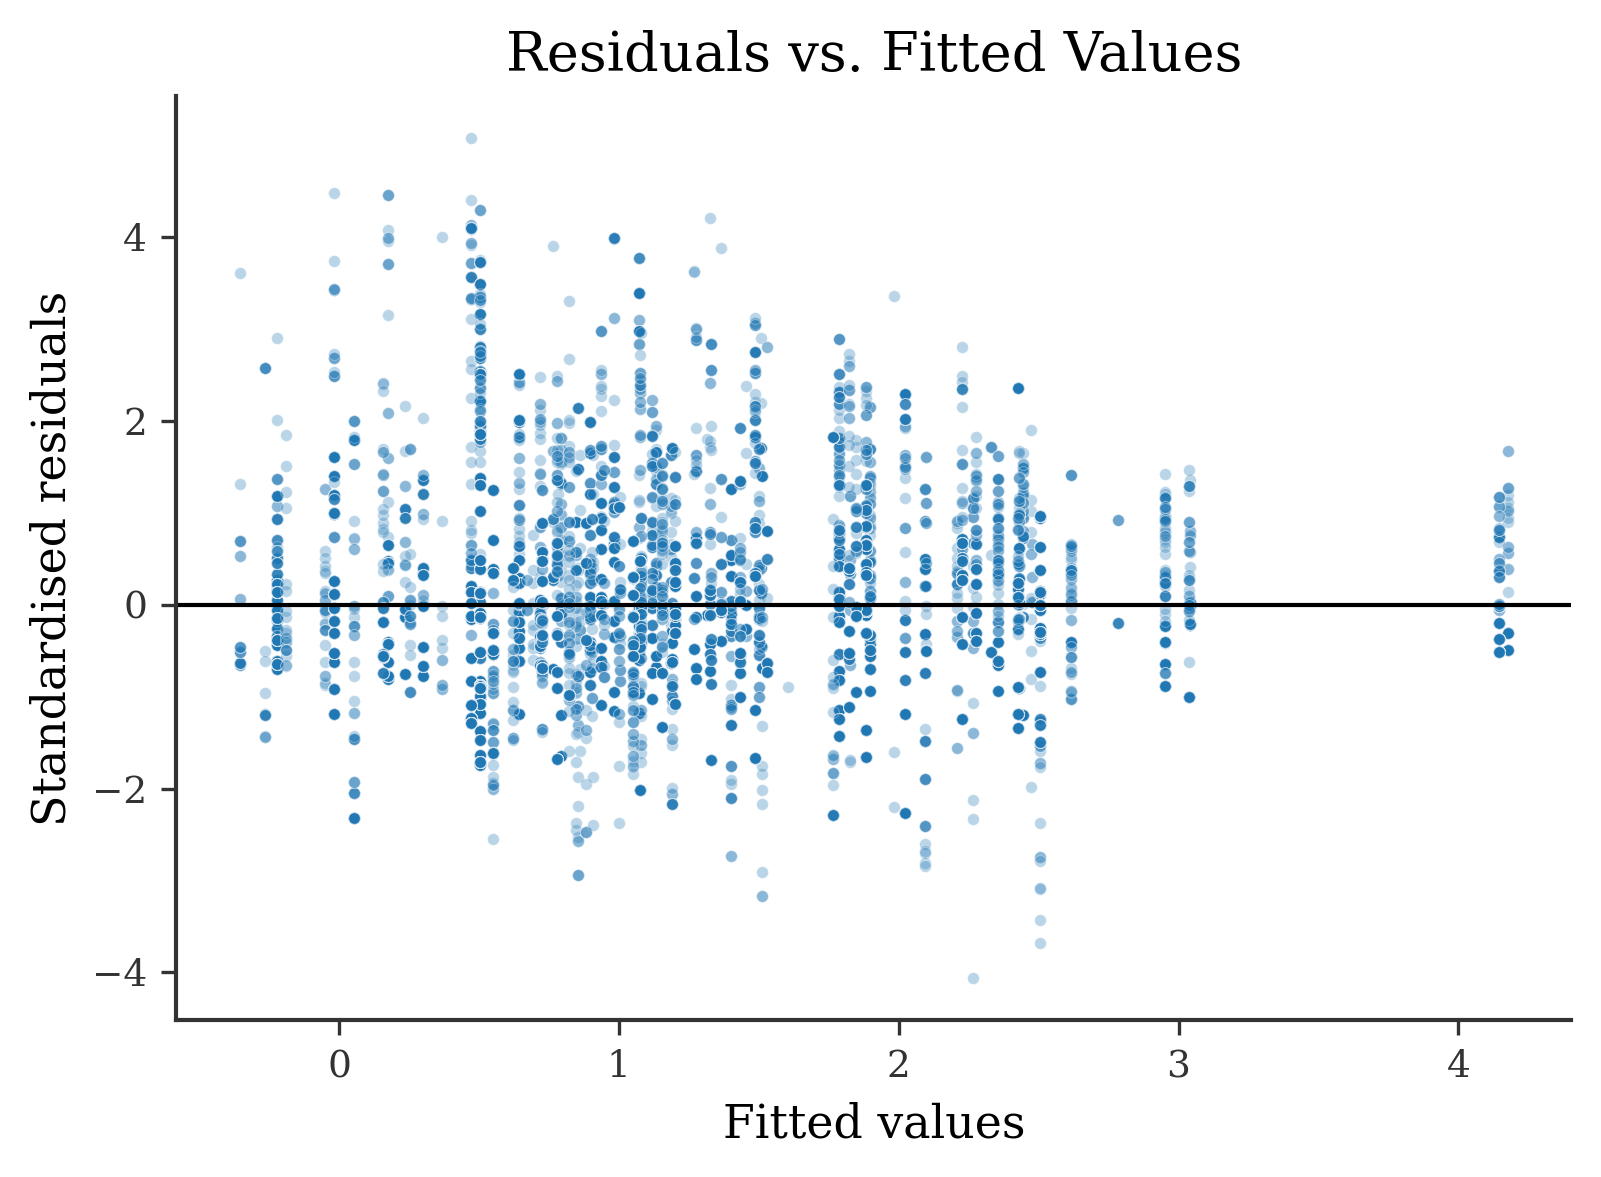 Residuals vs. Fitted Values
Standardised residuals
4
2
0
−2
−4
0 1 2 3 4
Fitted values